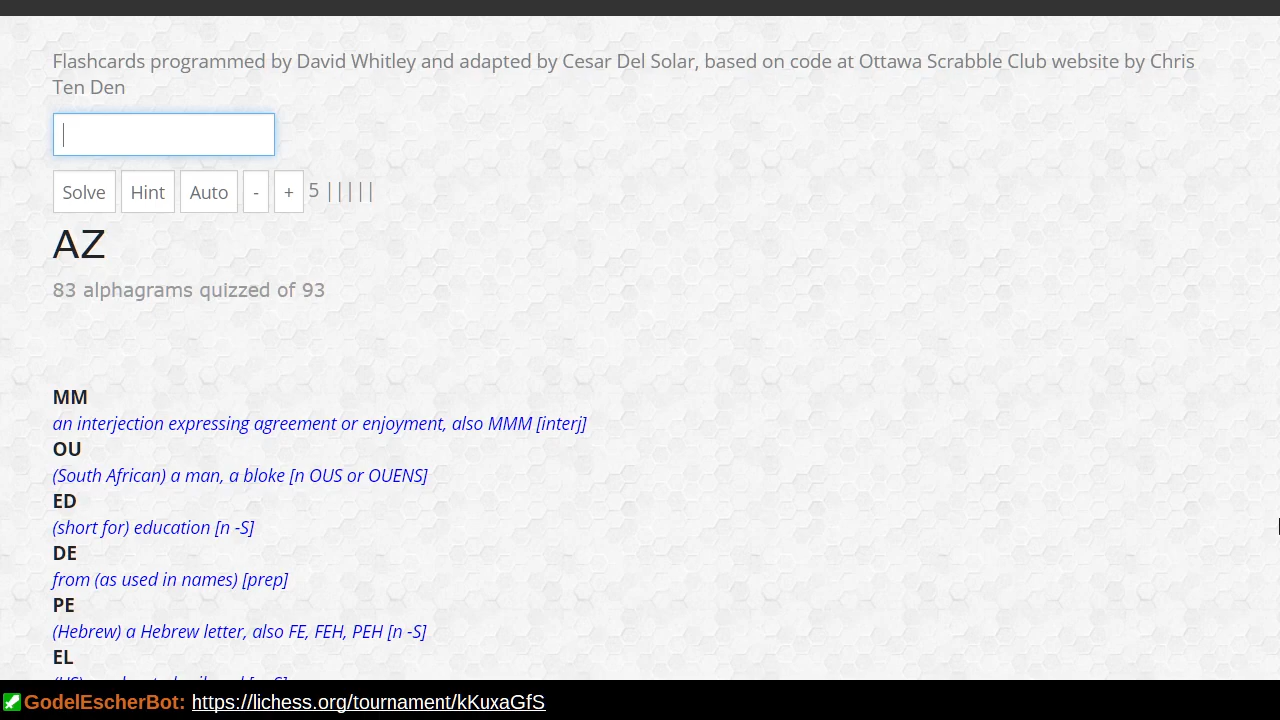 Flashcards programmed by David Whitley and adapted by Cesar Del Solar, based on code at Ottawa Scrabble Club website by Chris
Ten Den
Solve Hint Auto - + 5 |||||
AZ
83 alphagrams quizzed of 93
MM
an interjection expressing agreement or enjoyment, also MMM [interj]
OU
(South African) a man, a bloke [n OUS or OUENS]
ED
(short for) education [n -S]
DE
from (as used in names) [prep]
PE
(Hebrew) a Hebrew letter, also FE, FEH, PEH [n -S]
EL
GodelEscherBot: https://lichess.org/tournament/kKuxaGfS